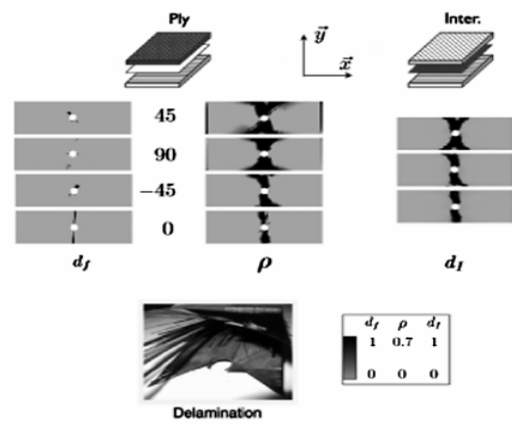 Ply
Inter.
y
x
45
90
−45
0
d_f
ρ
d_I
Delamination
d_f ρ d_I
1 0.7 1
0 0 0